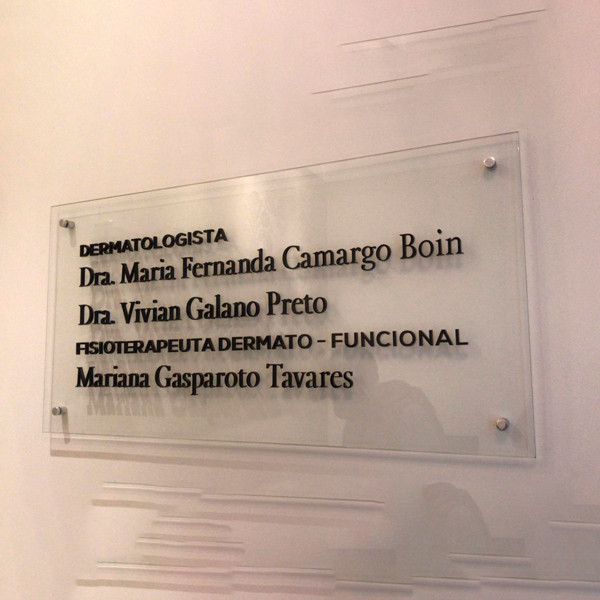 DERMATOLOGISTA
Dra. Maria Fernanda Camargo Boin
Dra. Vivian Galano Preto
FISIOTERAPEUTA DERMATO - FUNCIONAL
Mariana Gasparoto Tavares